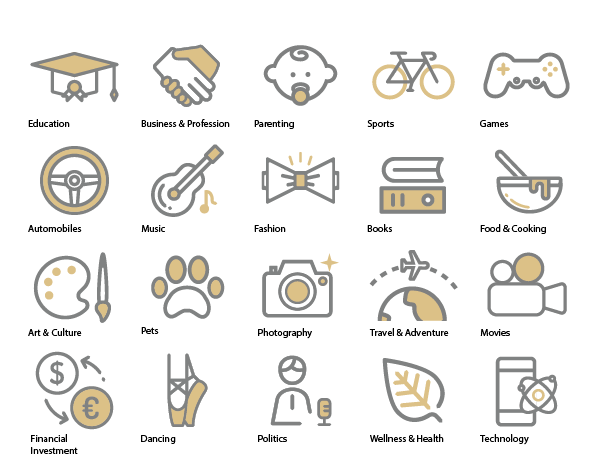 Education
Business & Profession
Parenting
Sports
Games
Automobiles
Music
Fashion
Books
Food & Cooking
Art & Culture
Pets
Photography
Travel & Adventure
Movies
$
€
Financial
Investment
Dancing
Politics
Wellness & Health
Technology